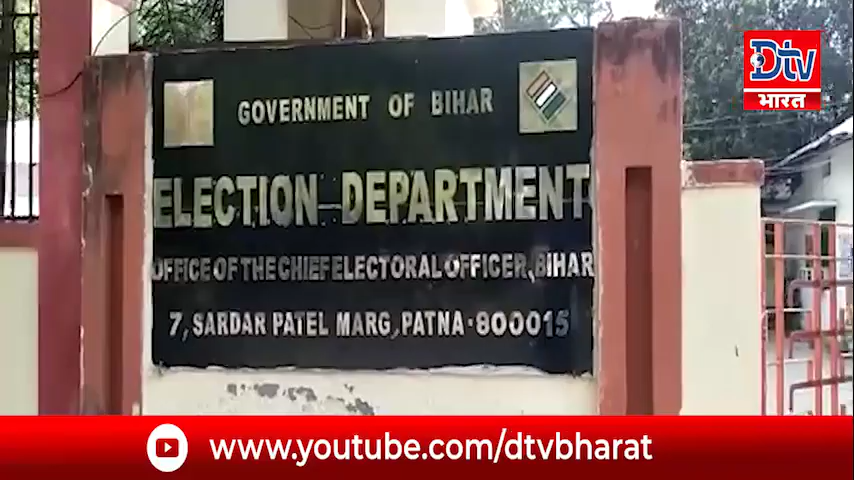 GOVERNMENT OF BIHAR
ELECTION DEPARTMENT
OFFICE OF THE CHIEF ELECTORAL OFFICER, BIHAR
7, SARDAR PATEL MARG, PATNA-800015
Dtv
भारत
www.youtube.com/dtvbharat